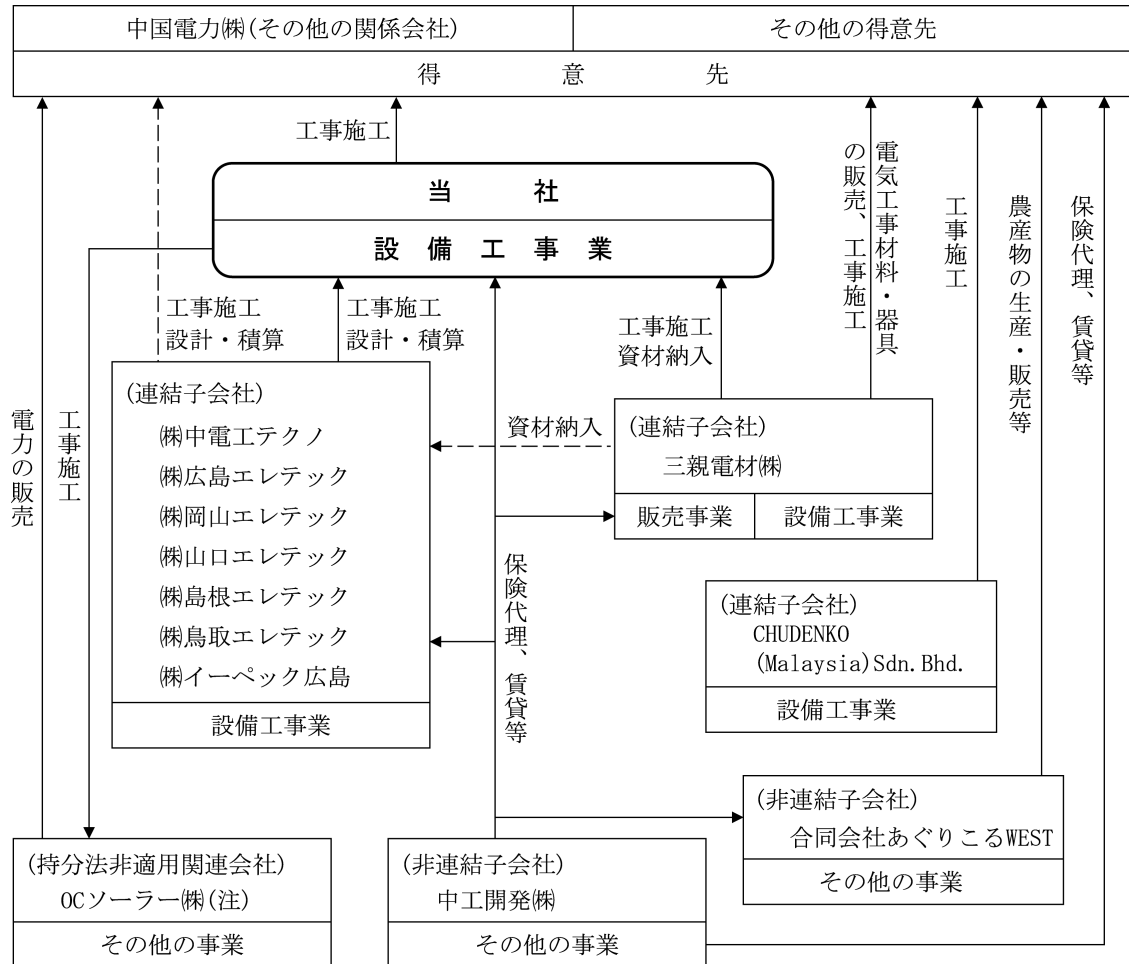 中国電力㈱(その他の関係会社)
その他の得意先
得意先
工事施工
当社
設備工事業
電気工事材料・器具
の販売、工事施工
工事施工
農産物の生産・販売等
保険代理、賃貸等
工事施工
設計・積算
工事施工
設計・積算
工事施工
資材納入
電力の販売
工事施工
(連結子会社)
㈱中電工テクノ
㈱広島エレテック
㈱岡山エレテック
㈱山口エレテック
㈱島根エレテック
㈱鳥取エレテック
㈱イーペック広島
設備工事業
資材納入
(連結子会社)
三親電材㈱
販売事業
設備工事業
保険代理、賃貸等
(連結子会社)
CHUDENKO
(Malaysia)Sdn.Bhd.
設備工事業
(非連結子会社)
合同会社あぐりこるWEST
その他の事業
(持分法非適用関連会社)
OCソーラー㈱(注)
その他の事業
(非連結子会社)
中工開発㈱
その他の事業